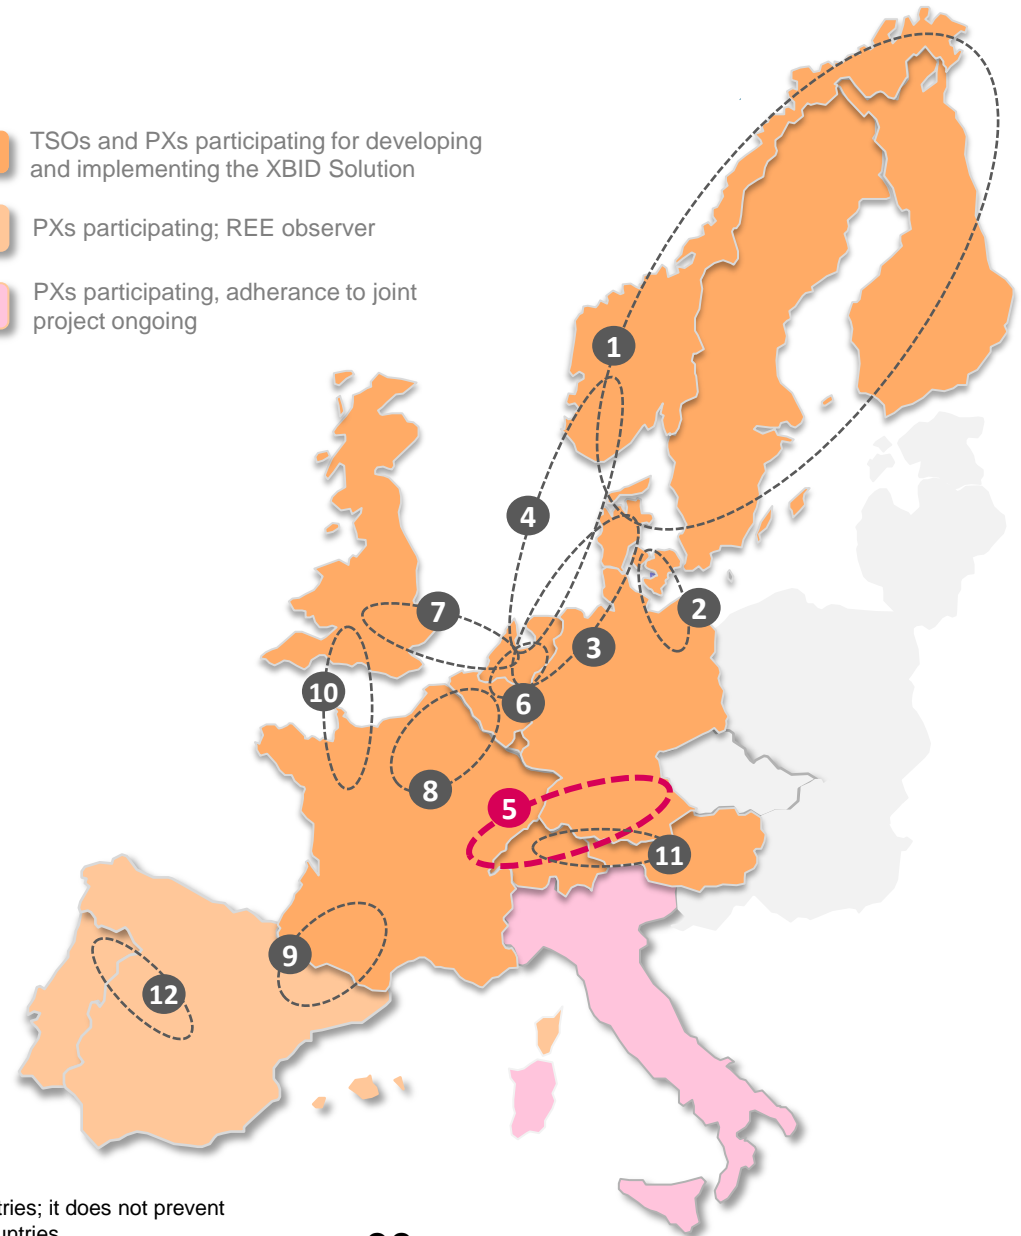 TSOs and PXs participating for developing
and implementing the XBID Solution
PXs participating; REE observer
PXs participating, adherance to joint
project ongoing
1
4
7
2
3
10
6
8
5
11
9
12
tries; it does not prevent